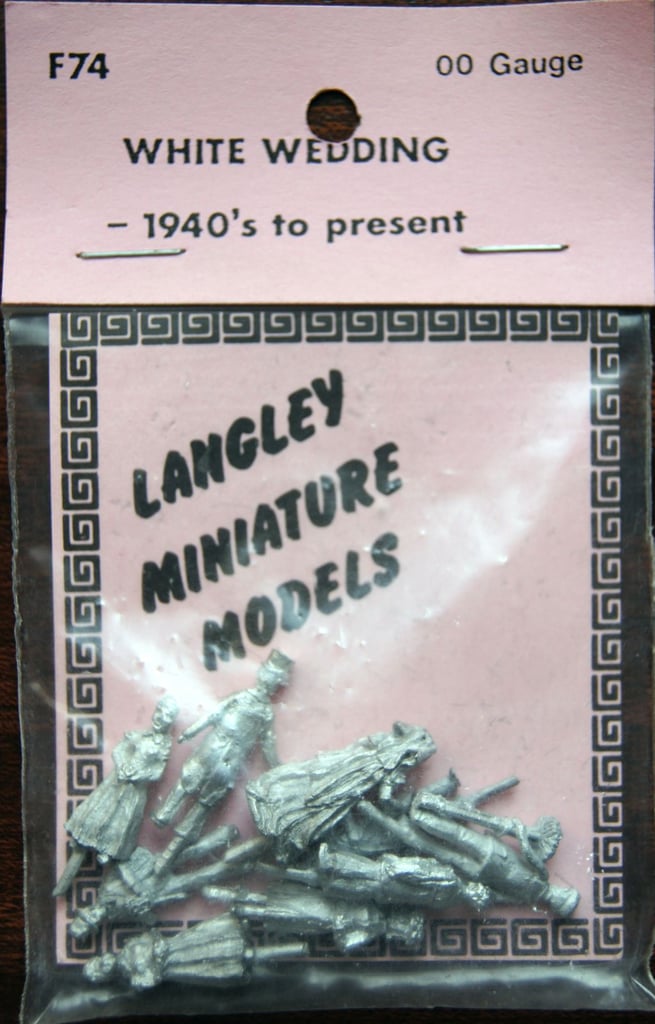 F74
00 Gauge
WHITE WEDDING
- 1940's to present
LANGLEY
MINIATURE
MODELS